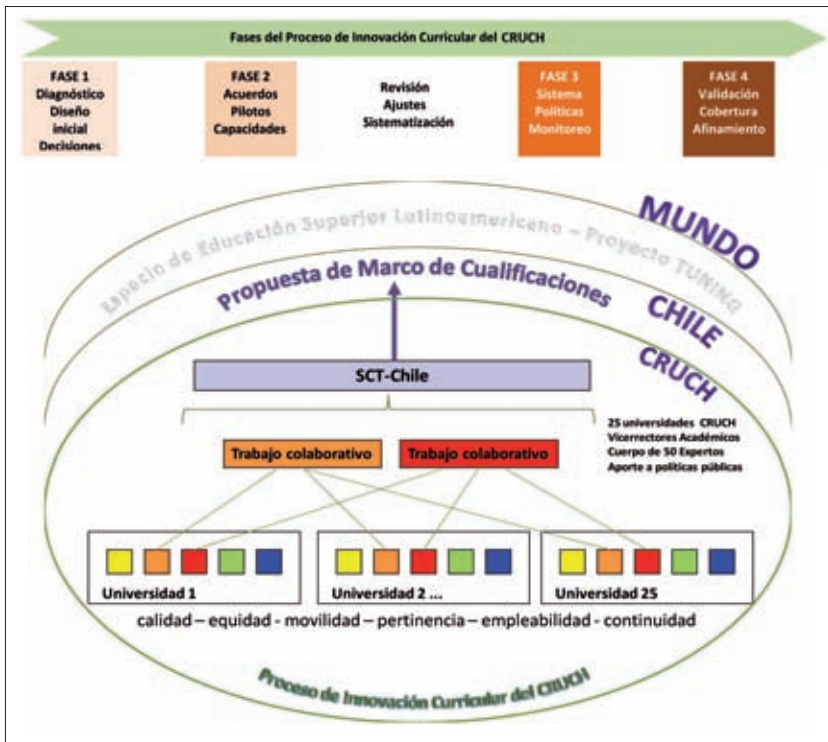 Fases del Proceso de Innovación Curricular del CRUCH
FASE 1
Diagnóstico
Diseño
inicial
Decisiones
FASE 2
Acuerdos
Pilotos
Capacidades
Revisión
Ajustes
Sistematización
FASE 3
Sistema
Políticas
Monitoreo
FASE 4
Validación
Cobertura
Afinamiento
MUNDO
Espacio de Educación Superior Latinoamericano – Proyecto TUNING
CHILE
Propuesta de Marco de Cualificaciones
CRUCH
SCT-Chile
25 universidades CRUCH
Vicerrectores Académicos
Cuerpo de 50 Expertos
Aporte a políticas públicas
Trabajo colaborativo
Trabajo colaborativo
Universidad 1
Universidad 2 ...
Universidad 25
calidad – equidad - movilidad – pertinencia – empleabilidad - continuidad
Proceso de Innovación Curricular del CRUCH